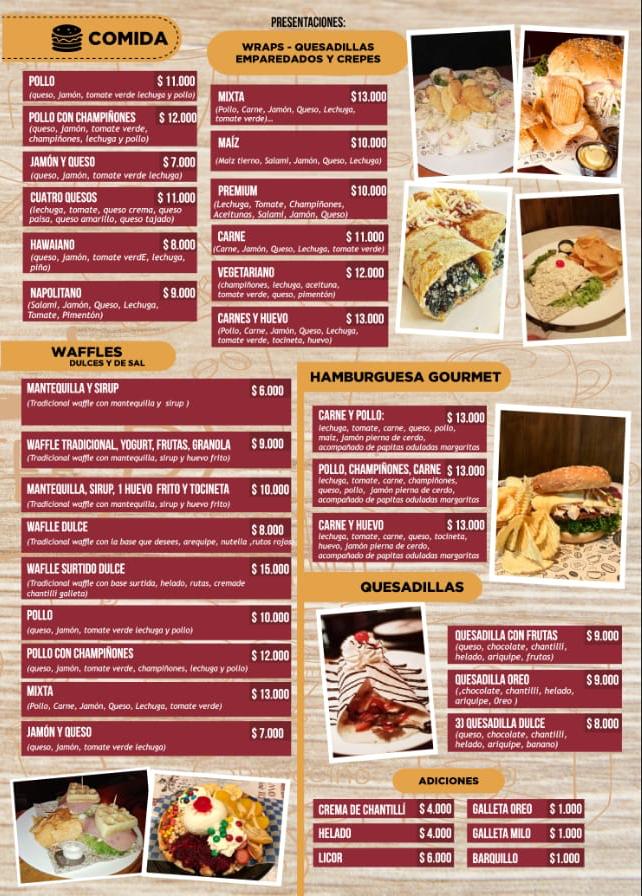 COMIDA
PRESENTACIONES:
WRAPS - QUESADILLAS
EMPAREDADOS Y CREPES
POLLO $ 11.000
(queso, jamón, tomate verde lechuga y pollo)
POLLO CON CHAMPIÑONES $ 12.000
(queso, jamón, tomate verde,
champiñones, lechuga y pollo)
JAMÓN Y QUESO $ 7.000
(queso, jamón, tomate verde lechuga)
CUATRO QUESOS $ 11.000
(lechuga, tomate, queso crema, queso
paisa, queso amarillo, queso tajado)
HAWAIANO $ 8.000
(queso, jamón, tomate verdE, lechuga,
piña)
NAPOLITANO $ 9.000
(Salami, Jamón, Queso, Lechuga,
Tomate, Pimentón)
MIXTA $13.000
(Pollo, Carne, Jamón, Queso, Lechuga,
tomate verde)...
MAÍZ $10.000
(Maíz tierno, Salami, Jamón, Queso, Lechuga)
PREMIUM $10.000
(Lechuga, Tomate, Champiñones,
Aceitunas, Salami, Jamón, Queso)
CARNE $ 11.000
(Carne, Jamón, Queso, Lechuga, tomate verde)
VEGETARIANO $ 12.000
(champiñones, lechuga, aceituna,
tomate verde, queso, pimentón)
CARNES Y HUEVO $ 13.000
(Pollo, Carne, Jamón, Queso, Lechuga,
tomate verde, tocineta, huevo)
WAFFLES
DULCES Y DE SAL
MANTEQUILLA Y SIRUP $ 6.000
(Tradicional waffle con mantequilla y sirup )
WAFFLE TRADICIONAL, YOGURT, FRUTAS, GRANOLA $ 9.000
(Tradicional waffle con mantequilla, sirup y huevo frito)
MANTEQUILLA, SIRUP, 1 HUEVO FRITO Y TOCINETA $ 10.000
(Tradicional waffle con mantequilla, sirup y huevo frito)
WAFLLE DULCE $ 8.000
(Tradicional waffle con la base que desees, arequipe, nutella ,rutos rojas)
WAFLLE SURTIDO DULCE $ 15.000
(Tradicional waffle con base surtida, helado, rutas, cremade
chantilli galleta)
POLLO $ 10.000
(queso, jamón, tomate verde lechuga y pollo)
POLLO CON CHAMPIÑONES $ 12.000
(queso, jamón, tomate verde, champiñones, lechuga y pollo)
MIXTA $ 13.000
(Pollo, Carne, Jamón, Queso, Lechuga, tomate verde)
JAMÓN Y QUESO $ 7.000
(queso, jamón, tomate verde lechuga)
HAMBURGUESA GOURMET
CARNE Y POLLO: $ 13.000
lechuga, tomate, carne, queso, pollo,
maíz, jamón pierna de cerdo,
acompañado de papitas oduladas margaritas
POLLO, CHAMPIÑONES, CARNE $ 13.000
lechuga, tomate, carne, champiñones,
queso, pollo, jamón pierna de cerdo,
acompañado de papitas oduladas margaritas
CARNE Y HUEVO $ 13.000
lechuga, tomate, carne, queso, tocineta,
huevo, jamón pierna de cerdo,
acompañado de papitas oduladas margaritas
QUESADILLAS
QUESADILLA CON FRUTAS $ 9.000
(queso, chocolate, chantilli,
helado, ariquipe, frutas)
QUESADILLA OREO $ 9.000
(,chocolate, chantilli, helado,
ariquipe, Oreo )
3) QUESADILLA DULCE $ 8.000
(queso, chocolate, chantilli,
helado, ariquipe, banano)
ADICIONES
CREMA DE CHANTILLÍ $ 4.000
GALLETA OREO $ 1.000
HELADO $ 4.000
GALLETA MILO $ 1.000
LICOR $ 6.000
BARQUILLO $1.000